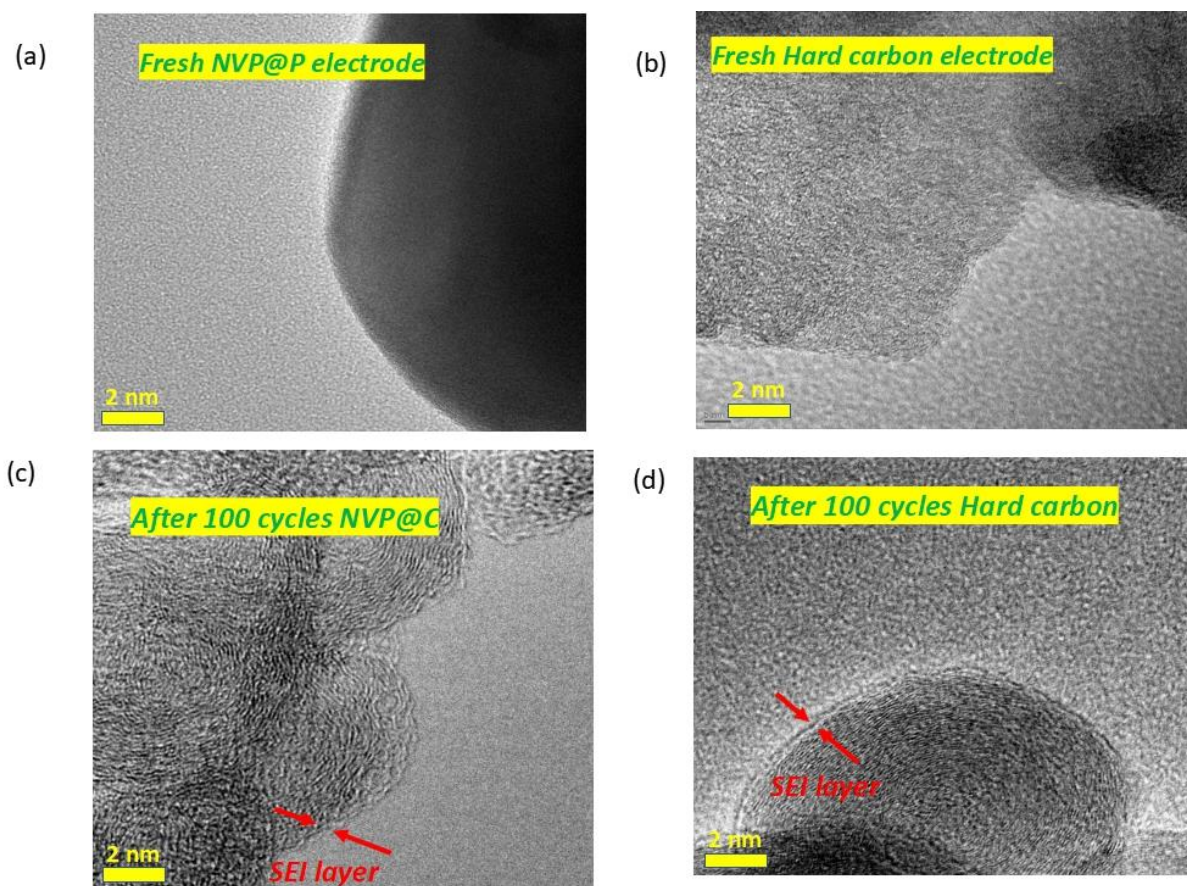 (a)
Fresh NVP@P electrode
2 nm
(b)
Fresh Hard carbon electrode
2 nm
(c)
After 100 cycles NVP@C
SEI layer
2 nm
(d)
After 100 cycles Hard carbon
SEI layer
2 nm